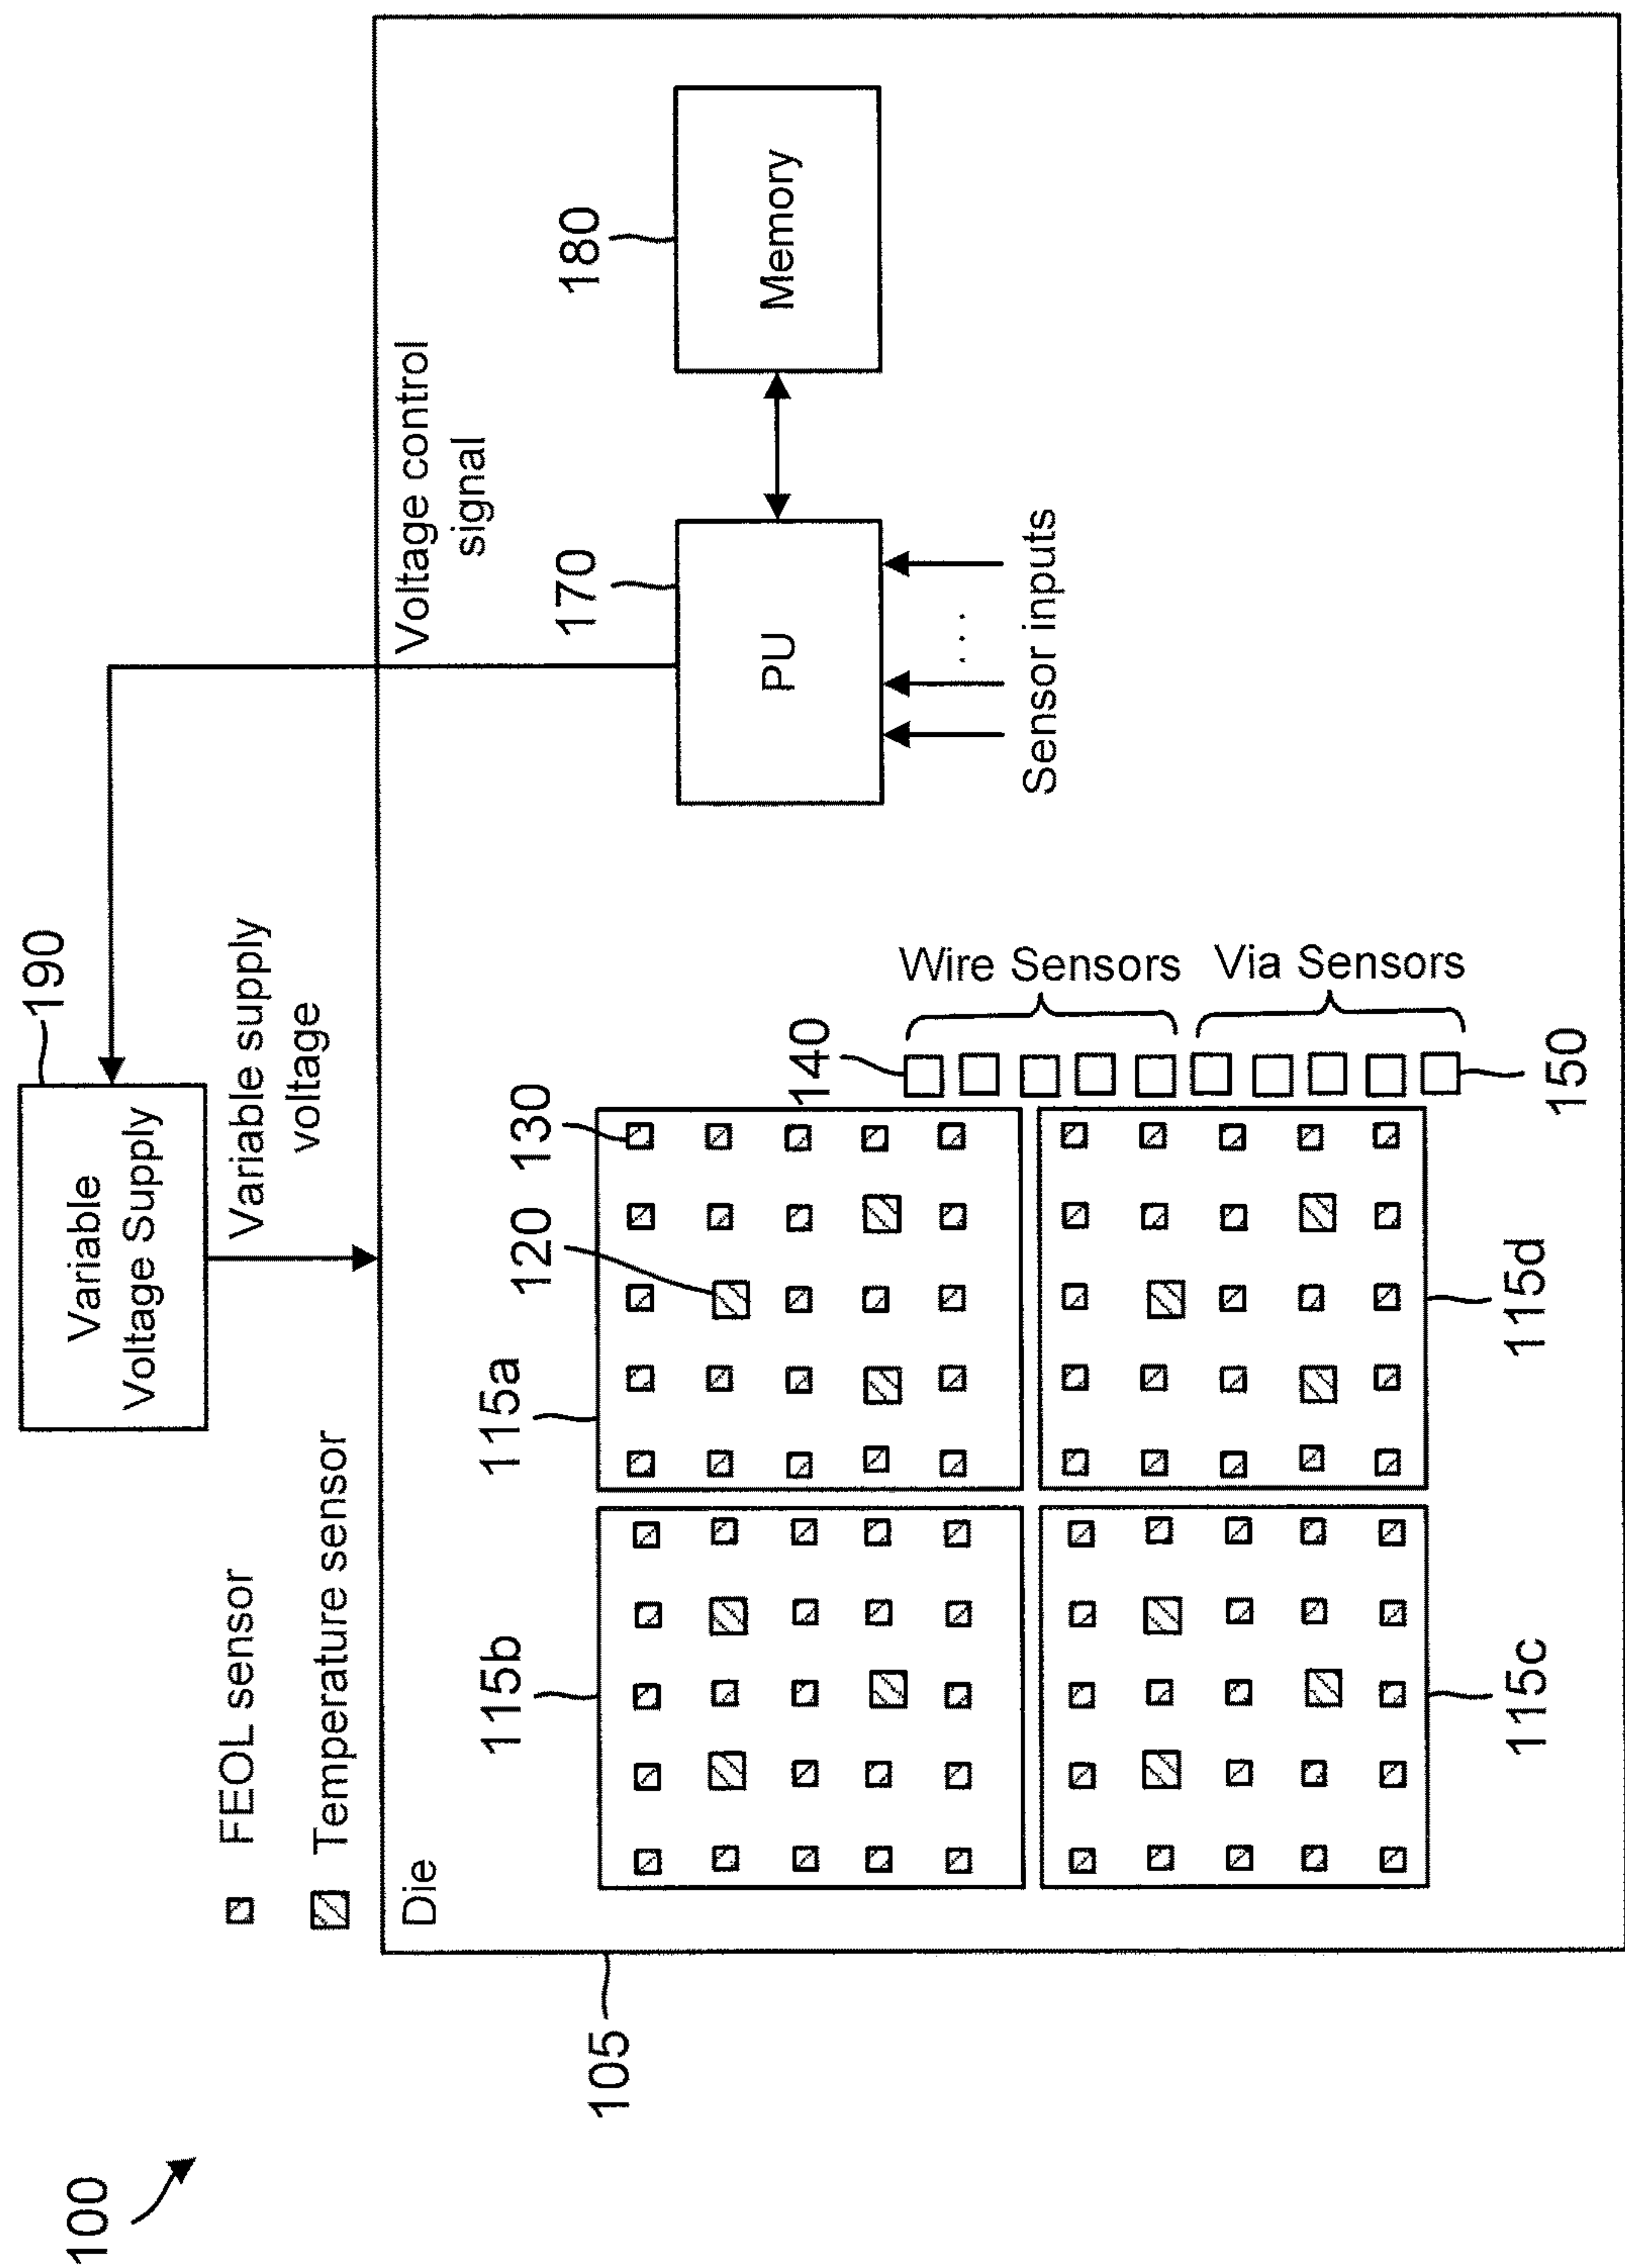 100
FEOL sensor
Temperature sensor
Variable
Voltage Supply
190
Variable supply
voltage
105
Die
Voltage control
signal
115b
115a
120
130
170
180
PU
Memory
140
Wire Sensors
Via Sensors
Sensor inputs
. . .
115c
115d
150